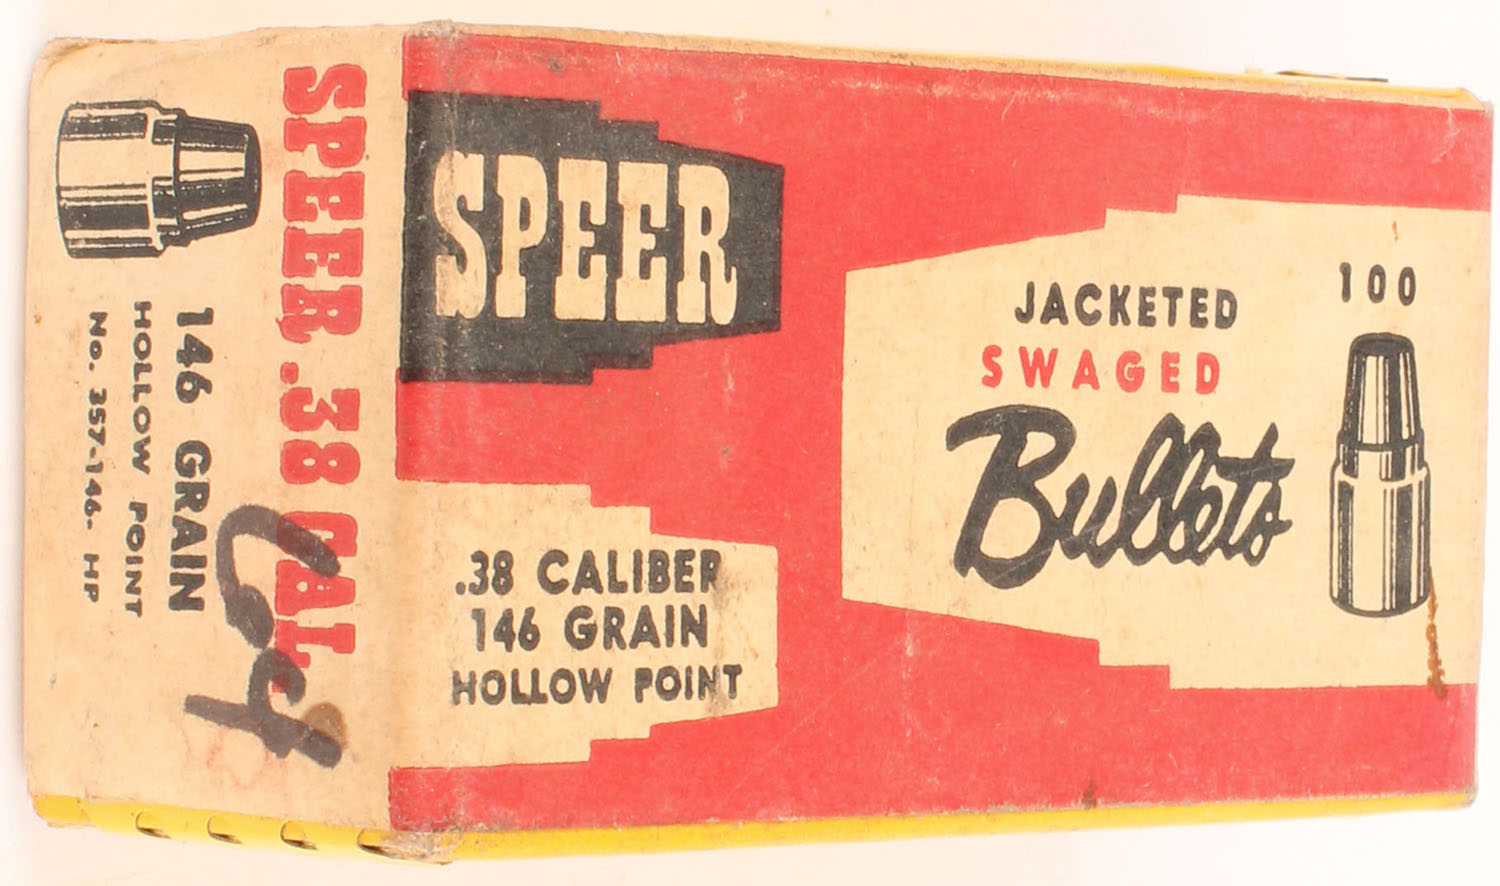 SPEER
.38 CALIBER
146 GRAIN
HOLLOW POINT
JACKETED
SWAGED
Bullets
100
SPEER .38 CAL.
146 GRAIN
HOLLOW POINT
No. 357-146- HP